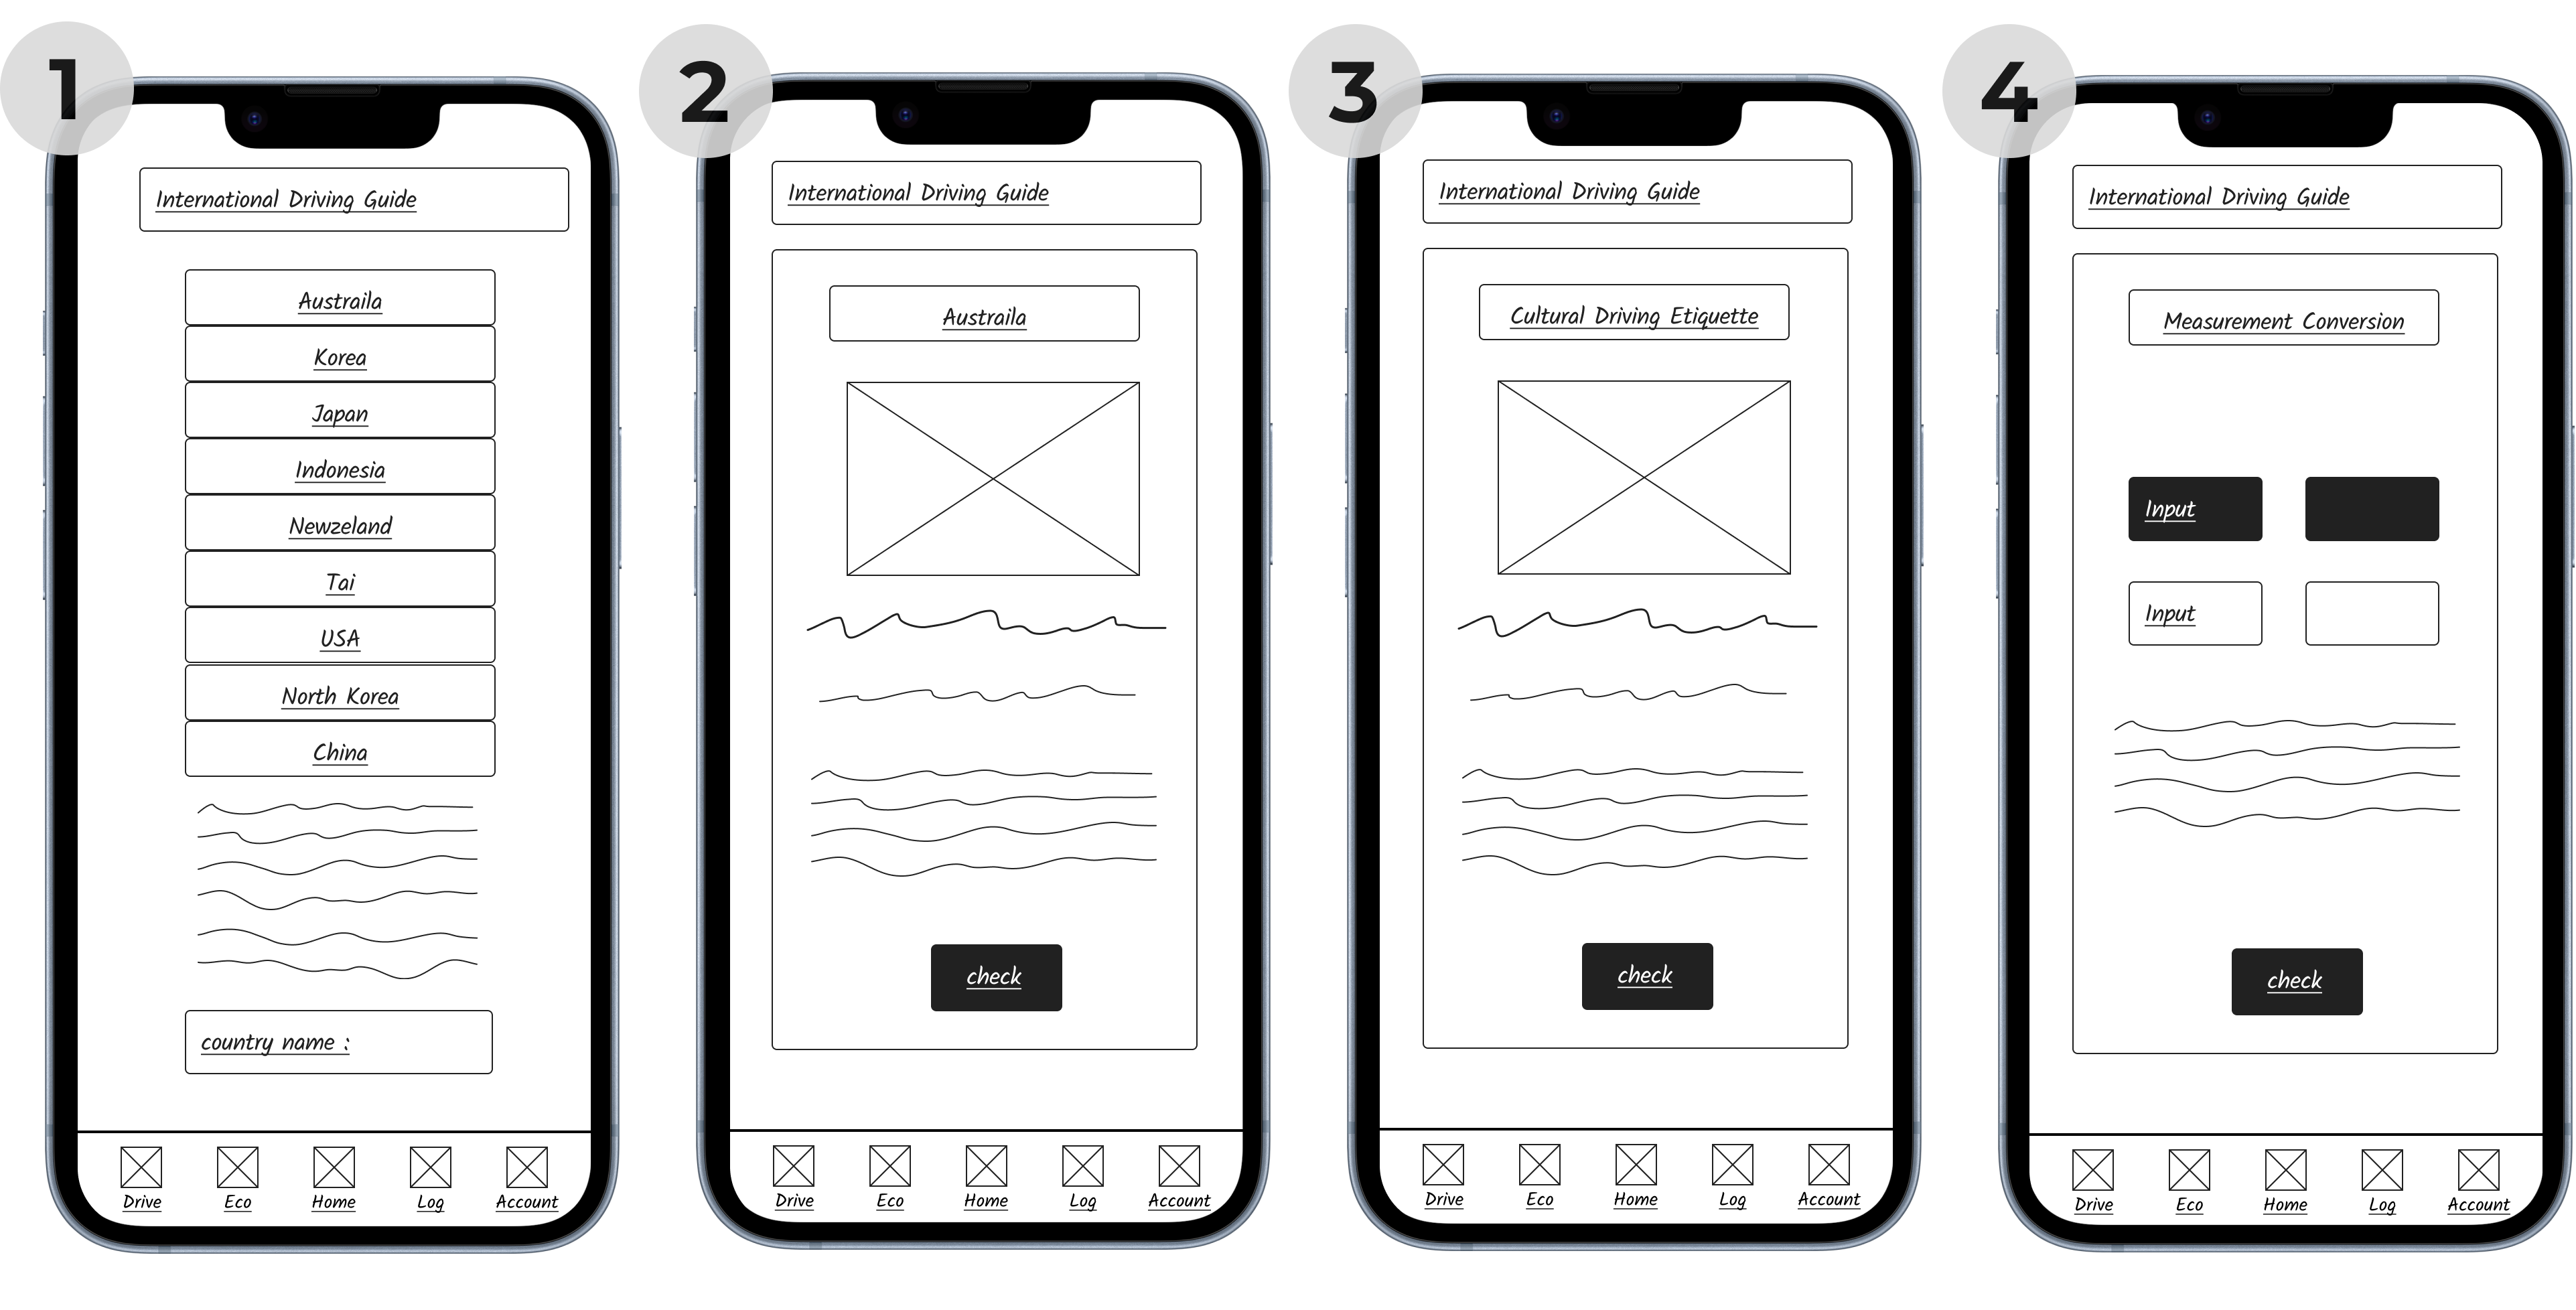 1
International Driving Guide
Austraila
Korea
Japan
Indonesia
Newzeland
Tai
USA
North Korea
China
country name :
Drive
Eco
Home
Log
Account
2
International Driving Guide
Austraila
check
Drive
Eco
Home
Log
Account
3
International Driving Guide
Cultural Driving Etiquette
check
Drive
Eco
Home
Log
Account
4
International Driving Guide
Measurement Conversion
Input
Input
check
Drive
Eco
Home
Log
Account